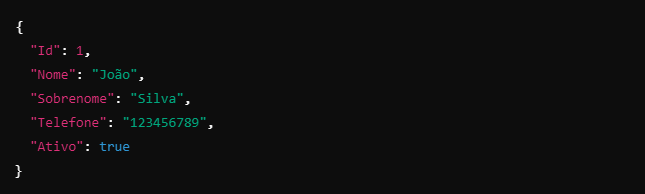 {
"Id": 1,
"Nome": "João",
"Sobrenome": "Silva",
"Telefone": "123456789",
"Ativo": true
}